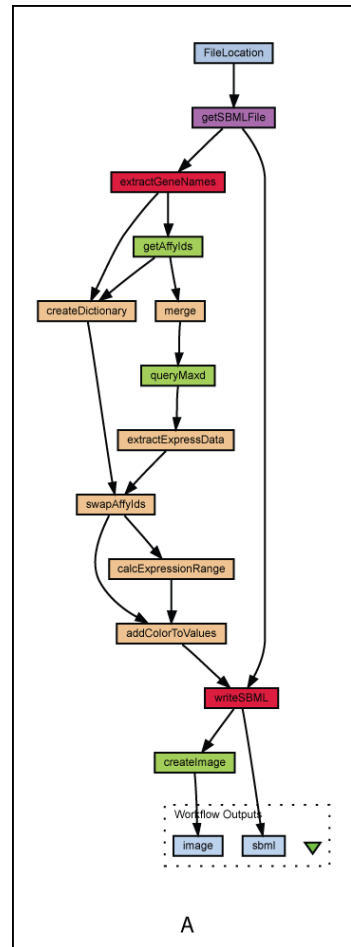 FileLocation
getSBMLFile
extractGeneNames
getAffyIds
createDictionary
merge
queryMaxd
extractExpressData
swapAffyIds
calcExpressionRange
addColorToValues
writeSBML
createImage
Workflow Outputs
image
sbml
A